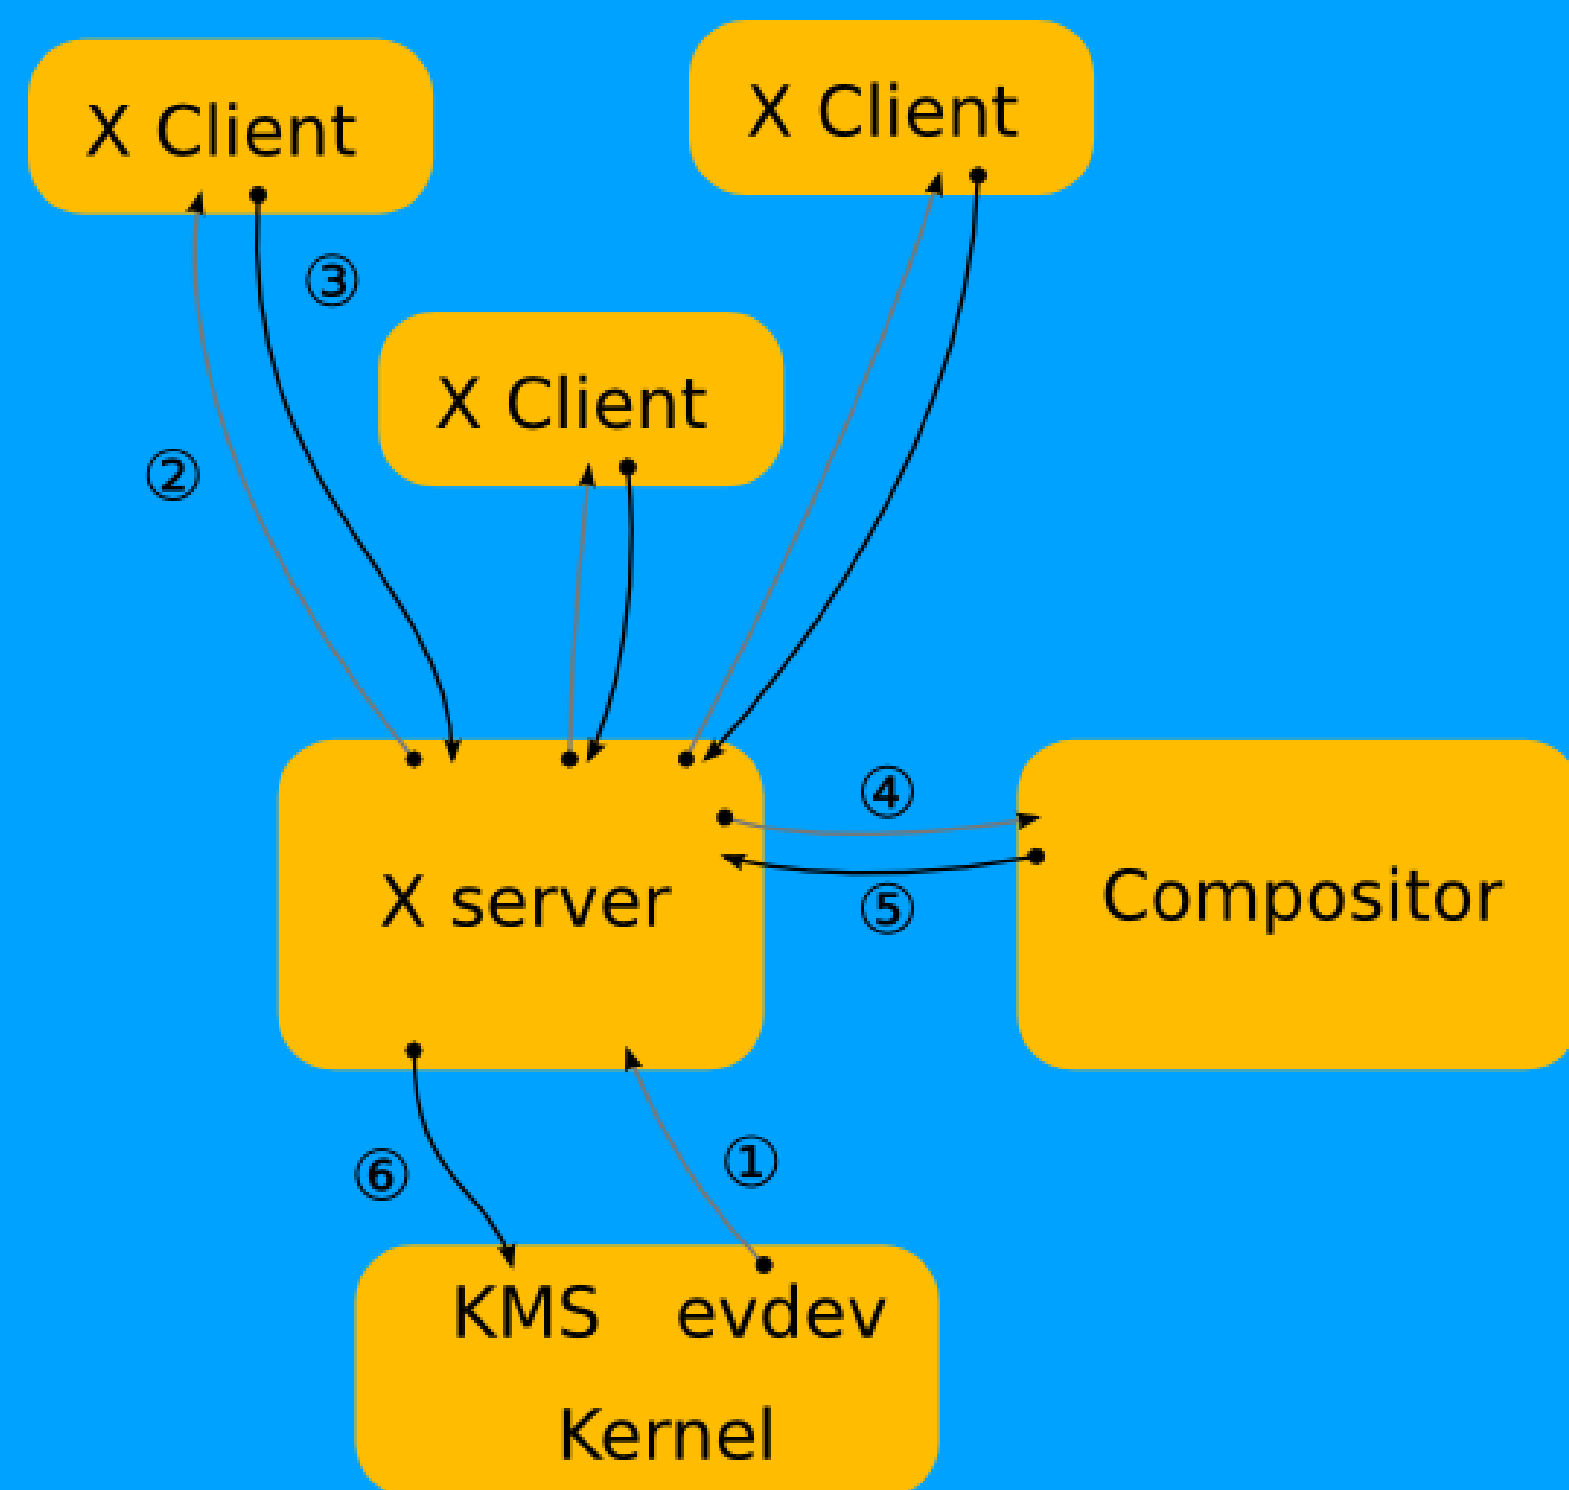 X Client
X Client
③
X Client
②
④
X server
Compositor
⑤
①
⑥
KMS evdev
Kernel